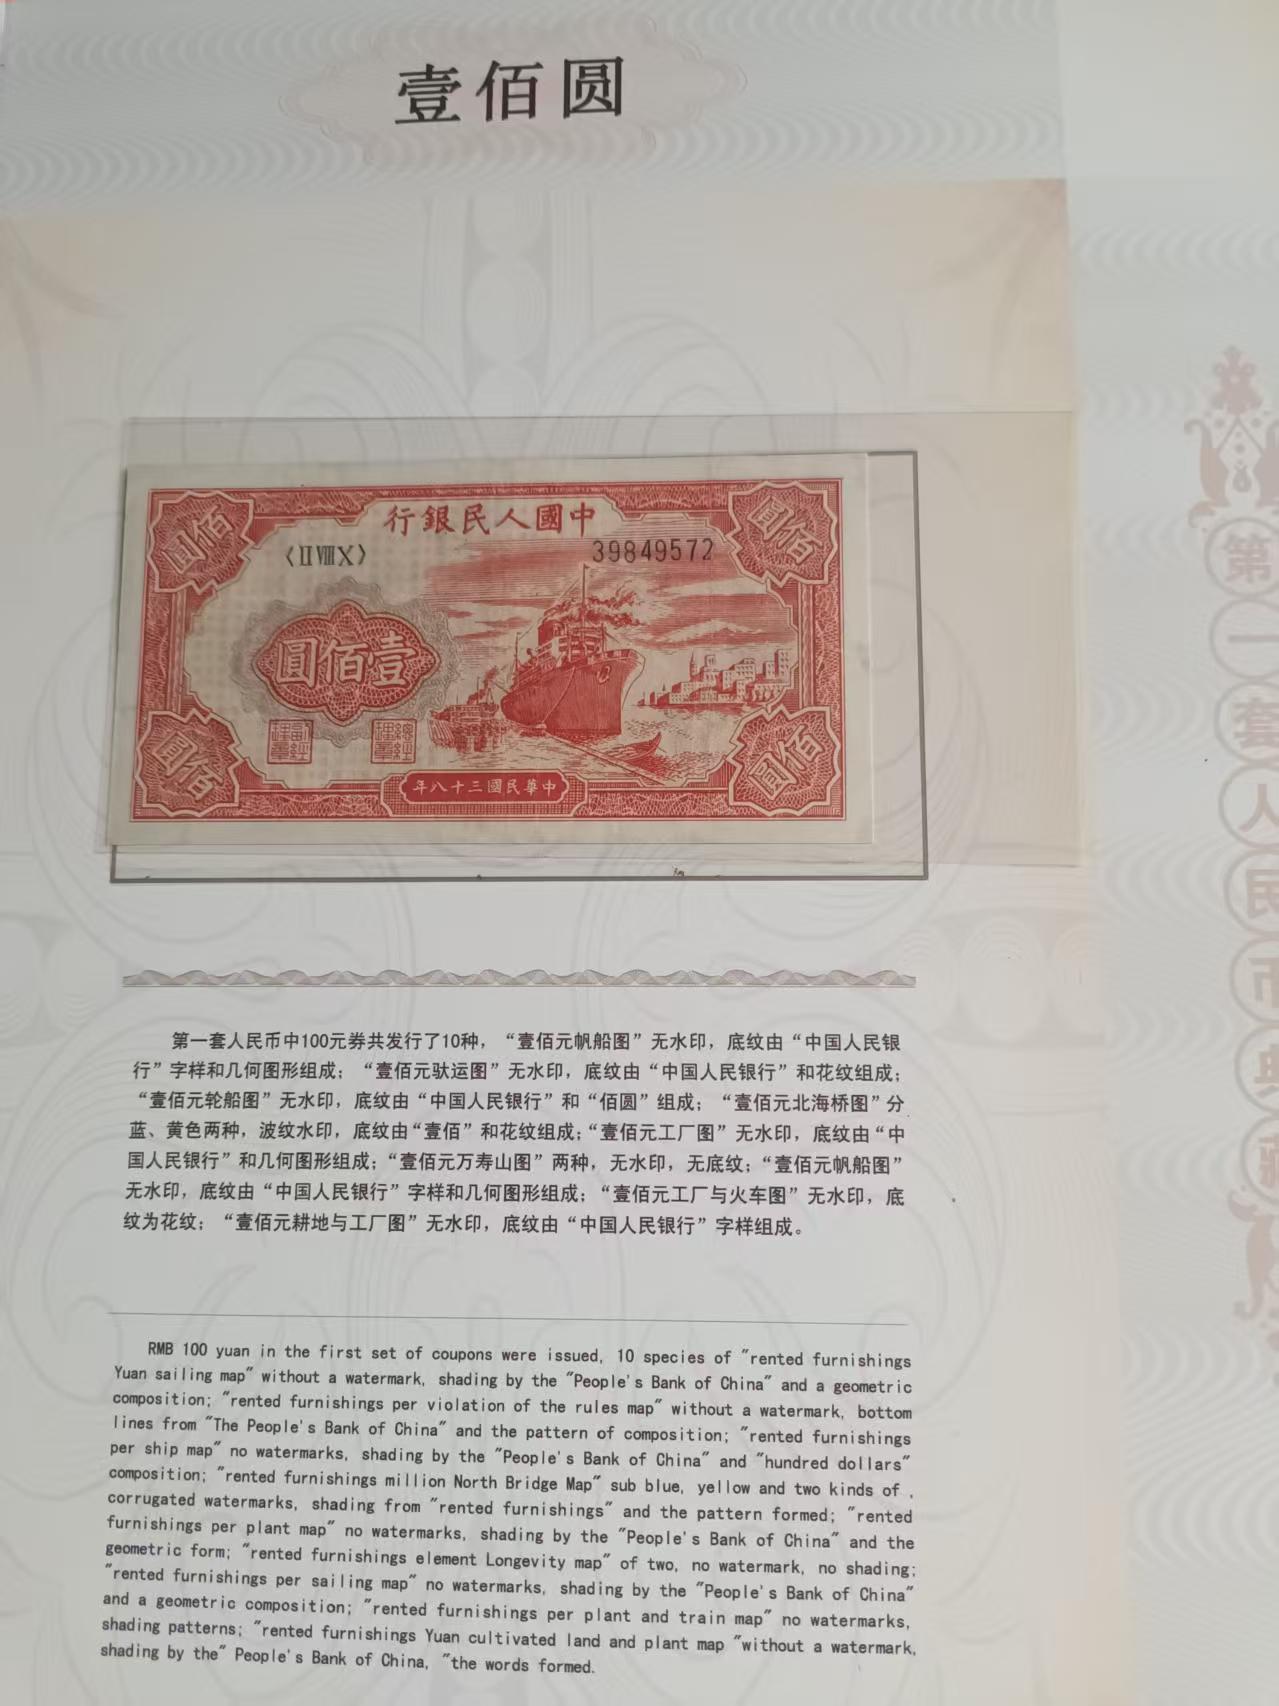 壹佰圆
中國人民銀行
〈X VIII II〉
39849572
佰圓
佰圓
壹佰圓
佰圓
佰圓
中華民國三十八年
第一套人民币典藏
第一套人民币中100元券共发行了10种，“壹佰元帆船图”无水印，底纹由“中国人民银
行”字样和几何图形组成；“壹佰元驮运图”无水印，底纹由“中国人民银行”和花纹组成；
“壹佰元轮船图”无水印，底纹由“中国人民银行”和“佰圆”组成；“壹佰元北海桥图”分
蓝、黄色两种，波纹水印，底纹由“壹佰”和花纹组成；“壹佰元工厂图”无水印，底纹由“中
国人民银行”和几何图形组成；“壹佰元万寿山图”两种，无水印，无底纹；“壹佰元帆船图”
无水印，底纹由“中国人民银行”字样和几何图形组成；“壹佰元工厂与火车图”无水印，底
纹为花纹；“壹佰元耕地与工厂图”无水印，底纹由“中国人民银行”字样组成。
RMB 100 yuan in the first set of coupons were issued, 10 species of "rented furnishings
Yuan sailing map" without a watermark, shading by the "People's Bank of China" and a geometric
composition; "rented furnishings per violation of the rules map" without a watermark, bottom
lines from "The People's Bank of China" and the pattern of composition; "rented furnishings
per ship map" no watermarks, shading by the "People's Bank of China" and "hundred dollars"
composition; "rented furnishings million North Bridge Map" sub blue, yellow and two kinds of
corrugated watermarks, shading from "rented furnishings" and the pattern formed; "rented
furnishings per plant map" no watermarks, shading by the "People's Bank of China" and the
geometric form; "rented furnishings element Longevity map" of two, no watermark, no shading;
"rented furnishings per sailing map" no watermarks, shading by the "People's Bank of China"
and a geometric composition; "rented furnishings per plant and train map" no watermarks,
shading patterns; "rented furnishings Yuan cultivated land and plant map "without a watermark,
shading by the" People's Bank of China, "the words formed.